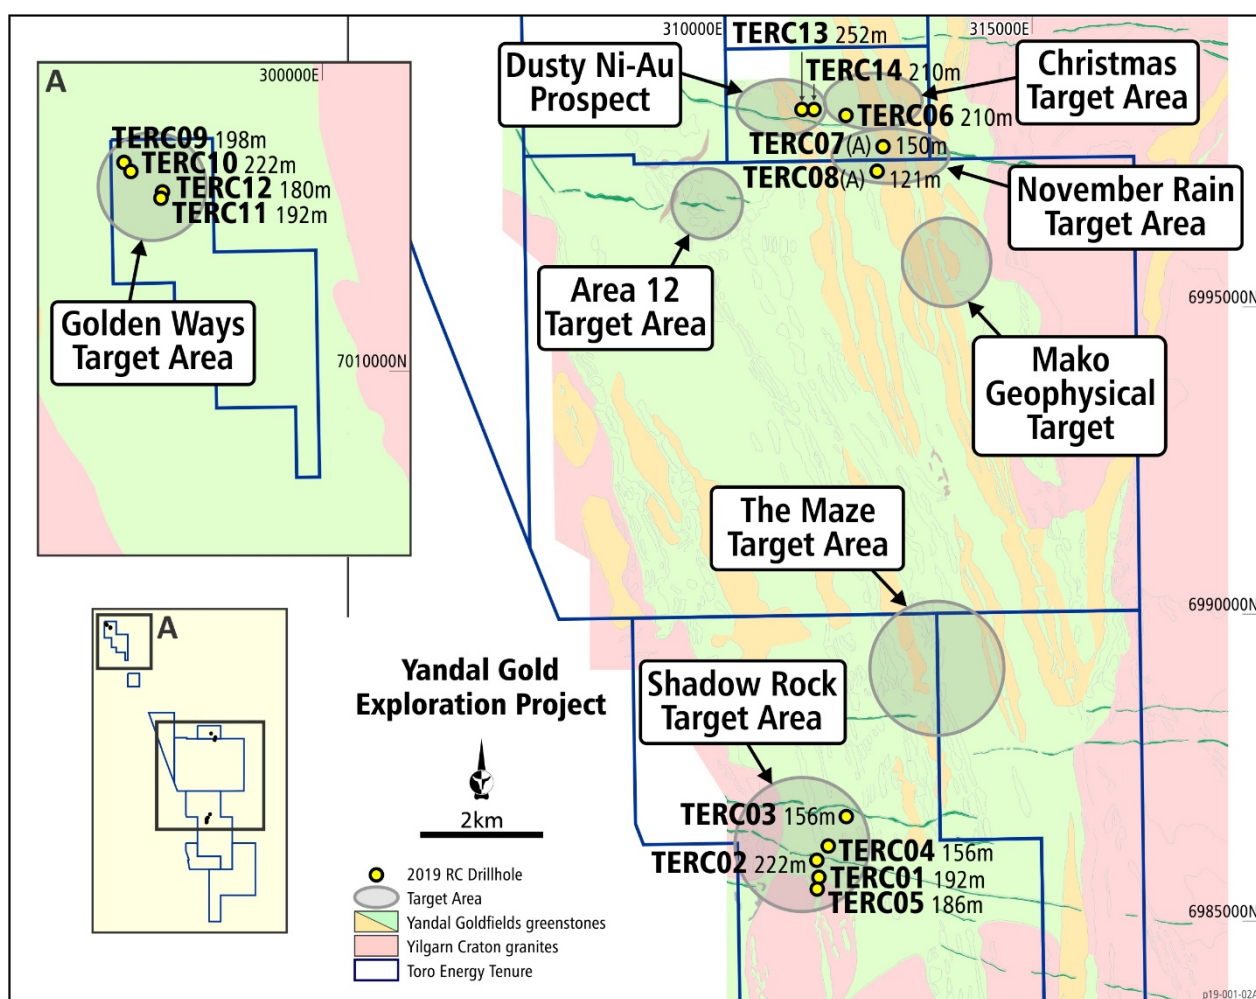 A
300000E
TERC09 198m
TERC10 222m
TERC12 180m
TERC11 192m
Golden Ways
Target Area
7010000N
310000E
315000E
TERC13 252m
TERC14 210m
Dusty Ni-Au
Prospect
Christmas
Target Area
TERC06 210m
TERC07(A) 150m
TERC08(A) 121m
November Rain
Target Area
Area 12
Target Area
6995000N
Mako
Geophysical
Target
The Maze
Target Area
6990000N
A
Yandal Gold
Exploration Project
2km
Shadow Rock
Target Area
TERC03 156m
TERC04 156m
TERC02 222m
TERC01 192m
TERC05 186m
6985000N
2019 RC Drillhole
Target Area
Yandal Goldfields greenstones
Yilgarn Craton granites
Toro Energy Tenure